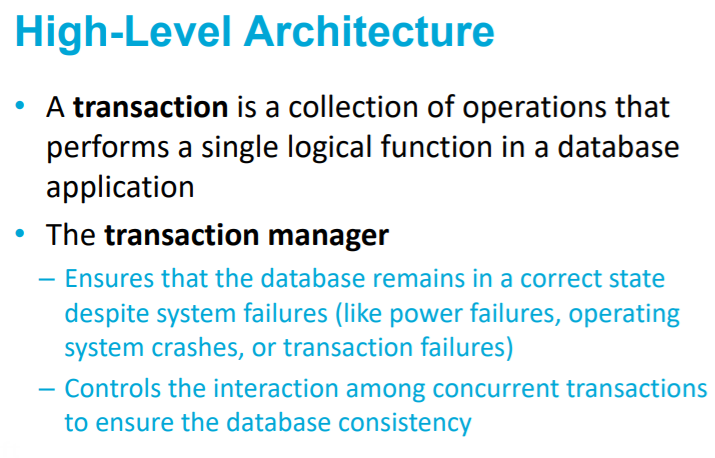 High-Level Architecture
• A transaction is a collection of operations that
performs a single logical function in a database
application
• The transaction manager
– Ensures that the database remains in a correct state
despite system failures (like power failures, operating
system crashes, or transaction failures)
– Controls the interaction among concurrent transactions
to ensure the database consistency